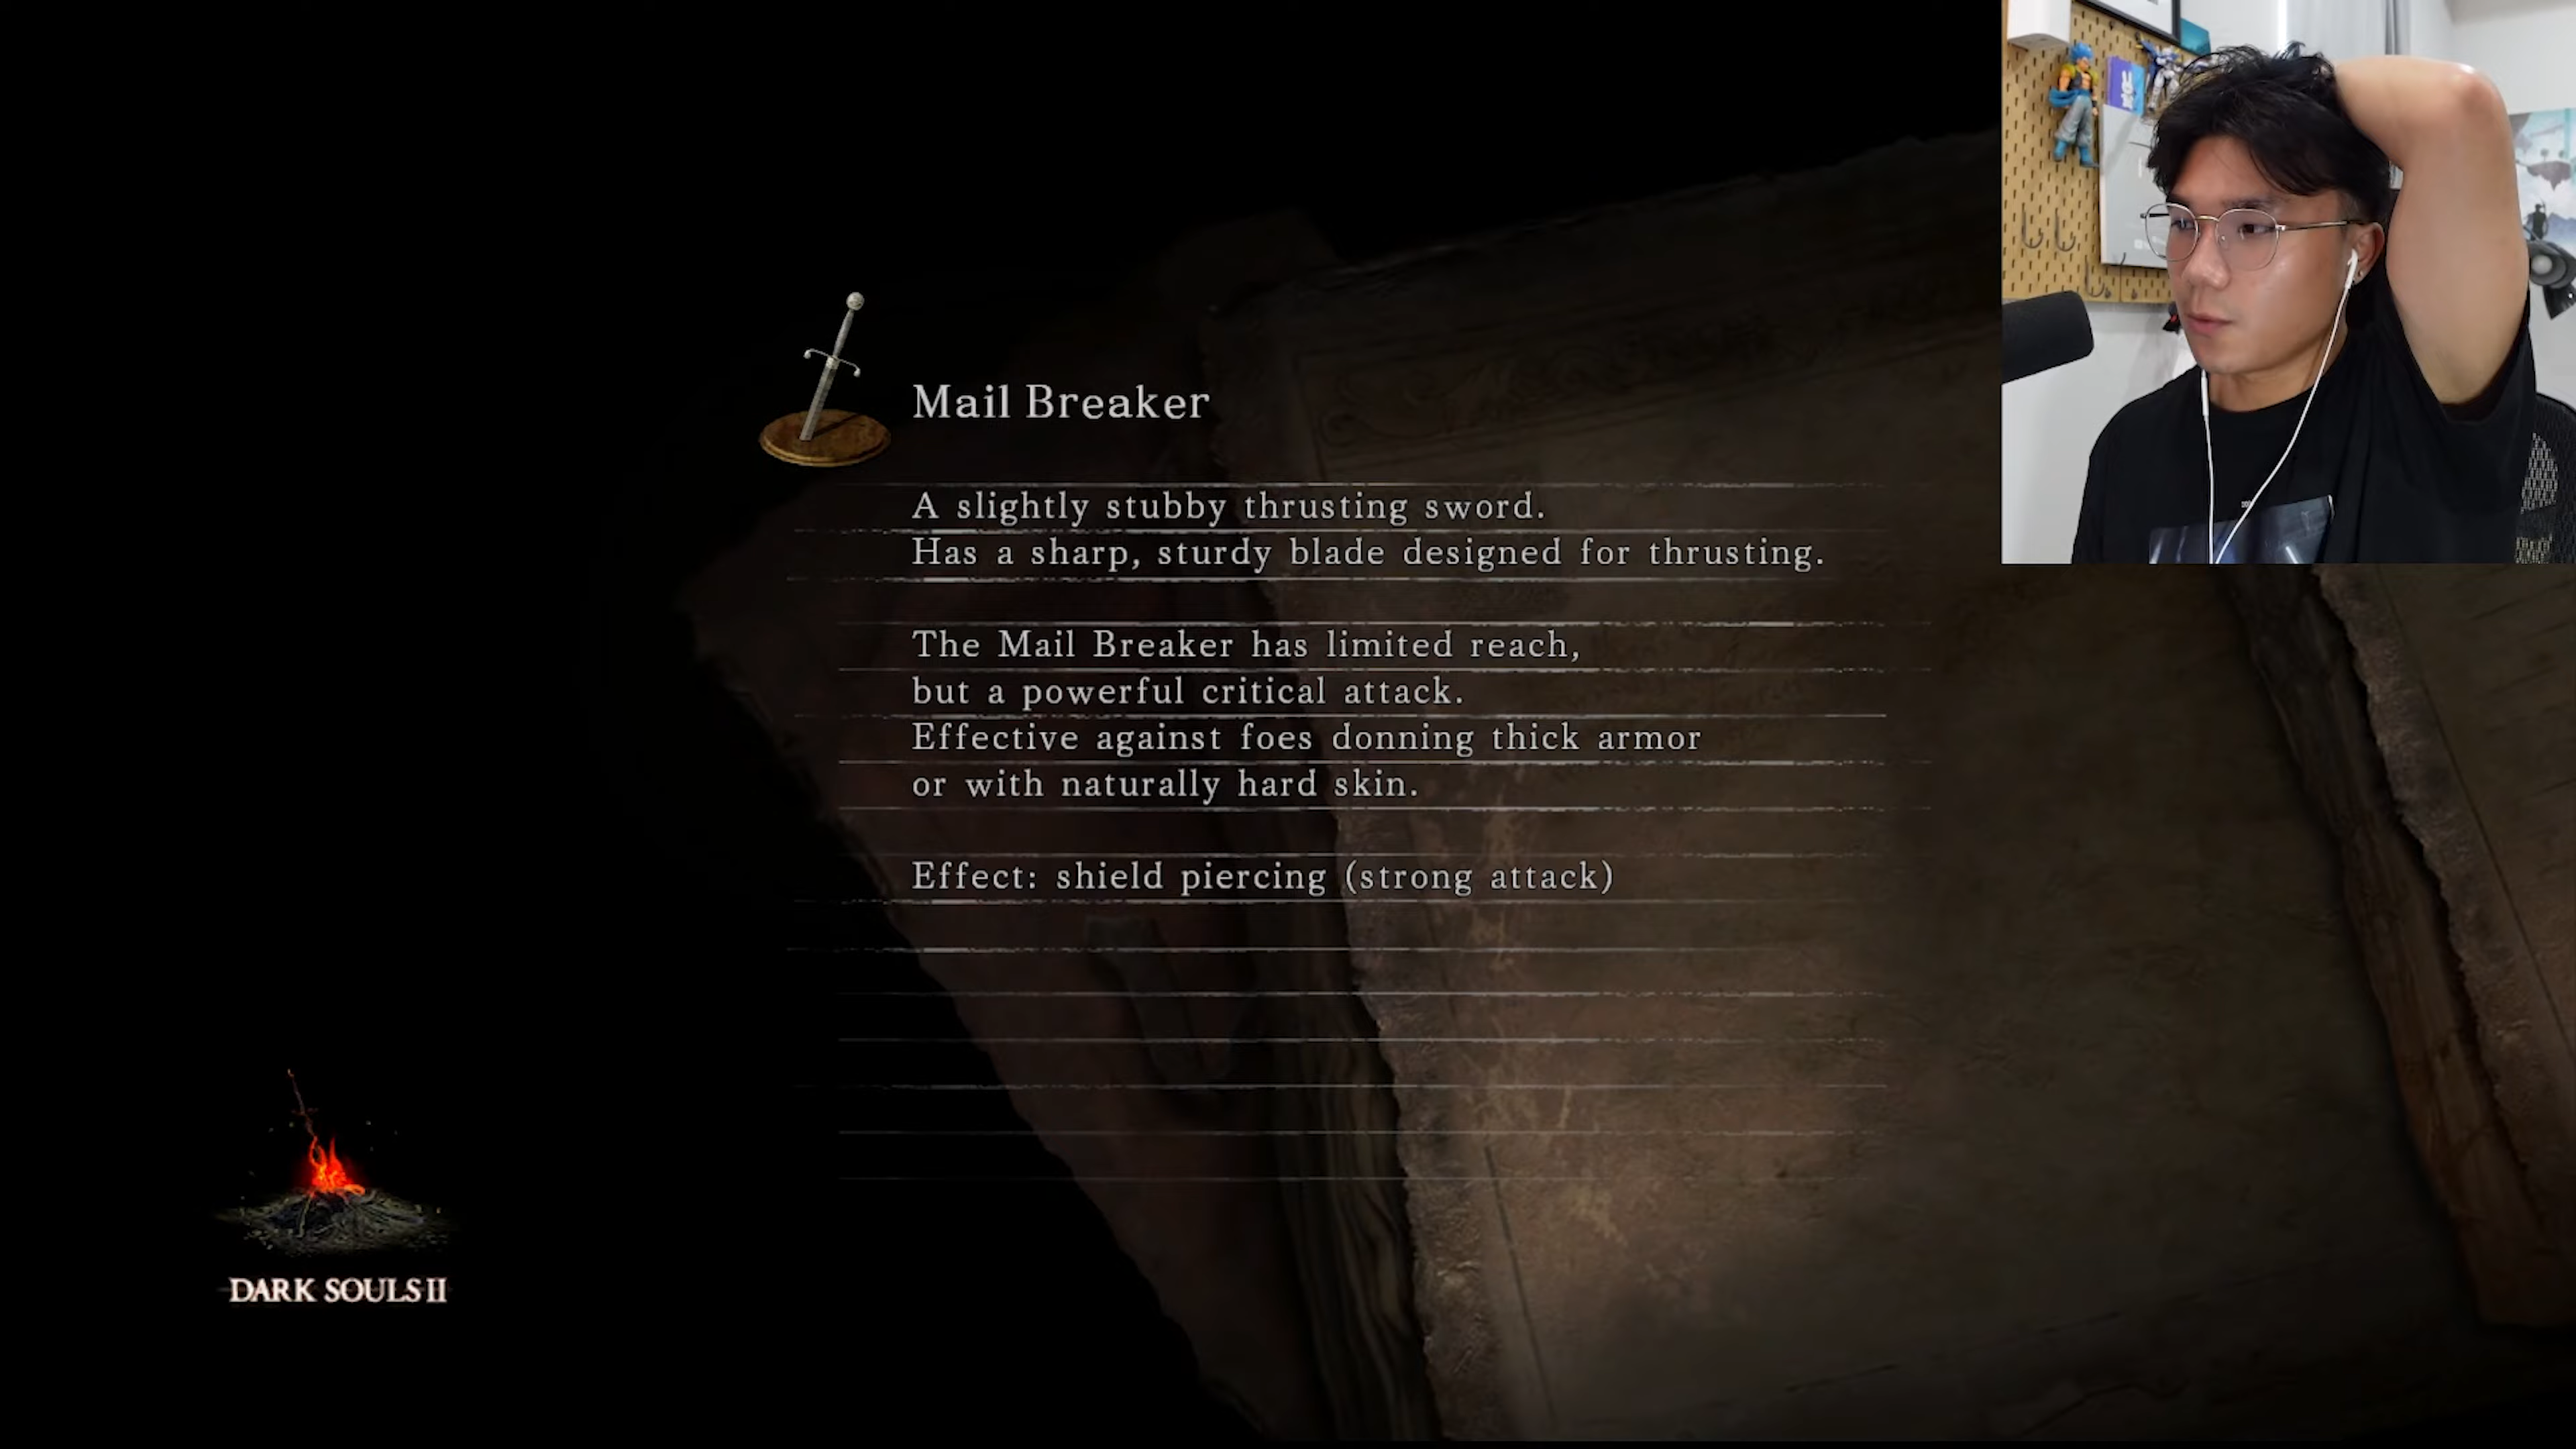 Mail Breaker
A slightly stubby thrusting sword.
Has a sharp, sturdy blade designed for thrusting.
The Mail Breaker has limited reach,
but a powerful critical attack.
Effective against foes donning thick armor
or with naturally hard skin.
Effect: shield piercing (strong attack)
DARK SOULS II